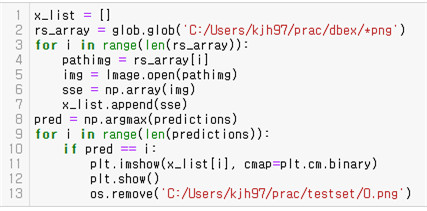 1 x_list = []
2 rs_array = glob.glob('C:/Users/kjh97/prac/dbex/*png')
3 for i in range(len(rs_array)):
4     pathimg = rs_array[i]
5     img = Image.open(pathimg)
6     sse = np.array(img)
7     x_list.append(sse)
8 pred = np.argmax(predictions)
9 for i in range(len(predictions)):
10     if pred == i:
11         plt.imshow(x_list[i], cmap=plt.cm.binary)
12         plt.show()
13         os.remove('C:/Users/kjh97/prac/testset/0.png')